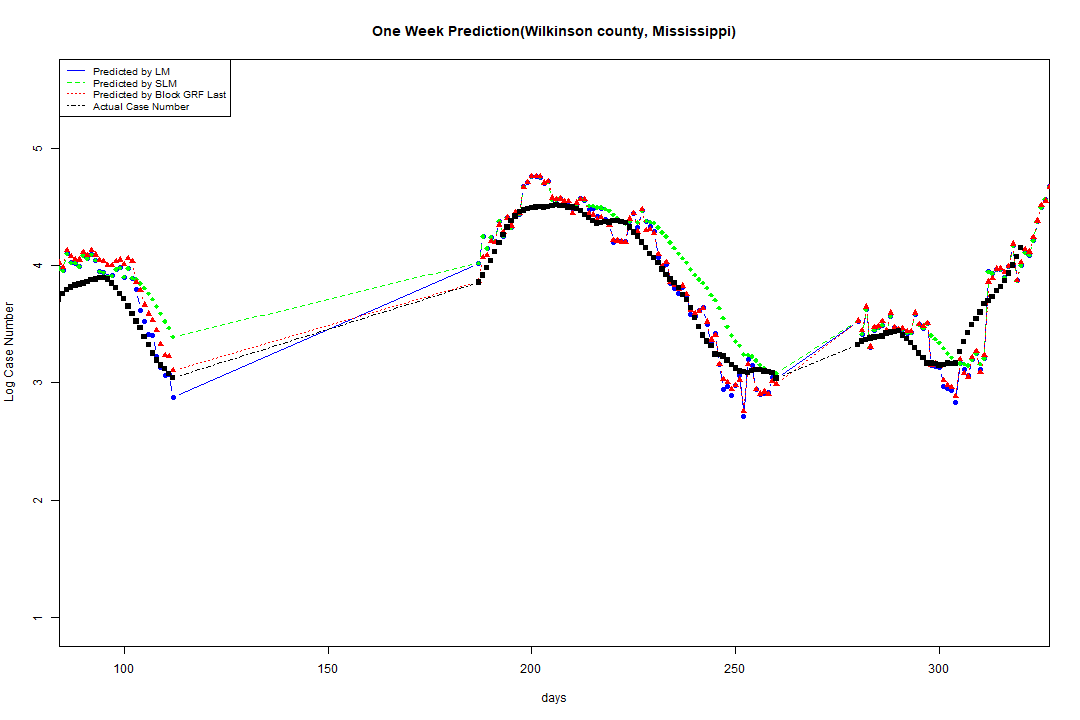 One Week Prediction(Wilkinson county, Mississippi)
Predicted by LM
Predicted by SLM
Predicted by Block GRF Last
Actual Case Number
Log Case Number
5
4
3
2
1
100 150 200 250 300
days